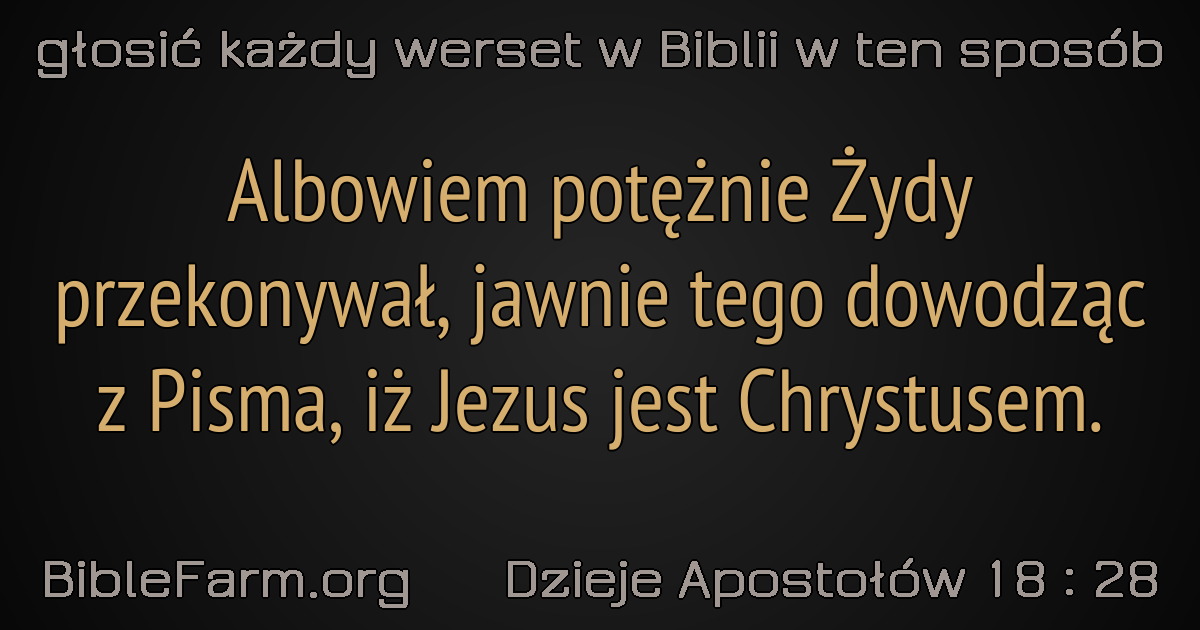 głosić każdy werset w Biblii w ten sposób
Albowiem potężnie Żydy
przekonywał, jawnie tego dowodząc
z Pisma, iż Jezus jest Chrystusem.
BibleFarm.org Dzieje Apostołów 18 : 28